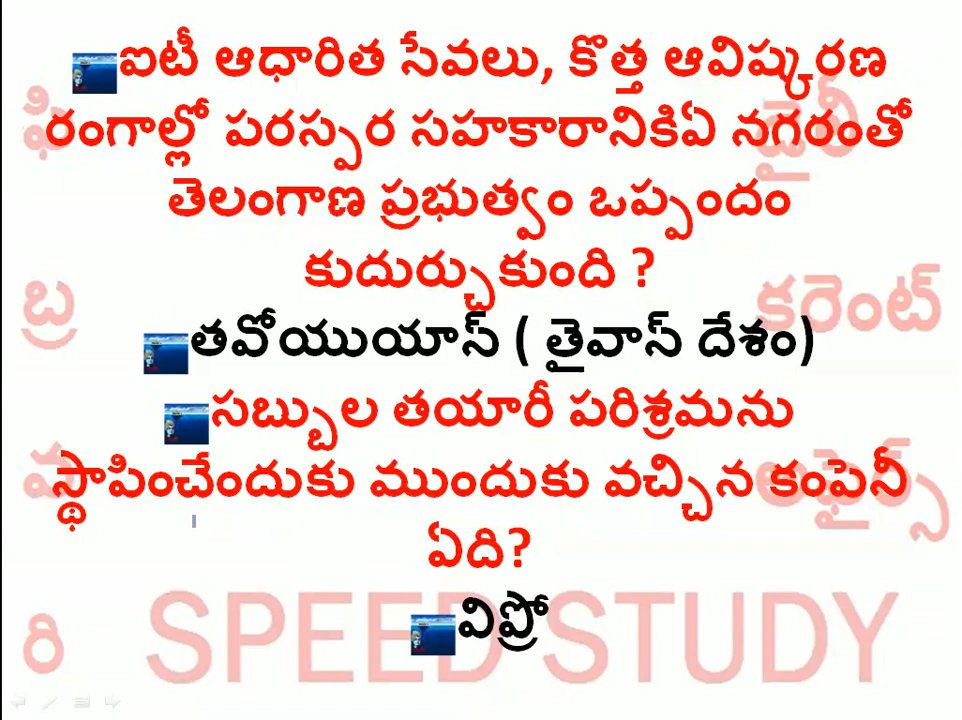 ఐటీ ఆధారిత సేవలు, కొత్త ఆవిష్కరణ
రంగాల్లో పరస్పర సహకారానికిఏ నగరంతో
తెలంగాణ ప్రభుత్వం ఒప్పందం
కుదుర్చుకుంది ?
తవోయుయాస్ ( తైవాన్ దేశం)
సబ్బుల తయారీ పరిశ్రమను
స్థాపించేందుకు ముందుకు వచ్చిన కంపెనీ
ఏది?
విప్రో
ఫి
బ్ర
వ
రి
డైలీ
కరెంట్
అఫైర్స్
SPEED STUDY